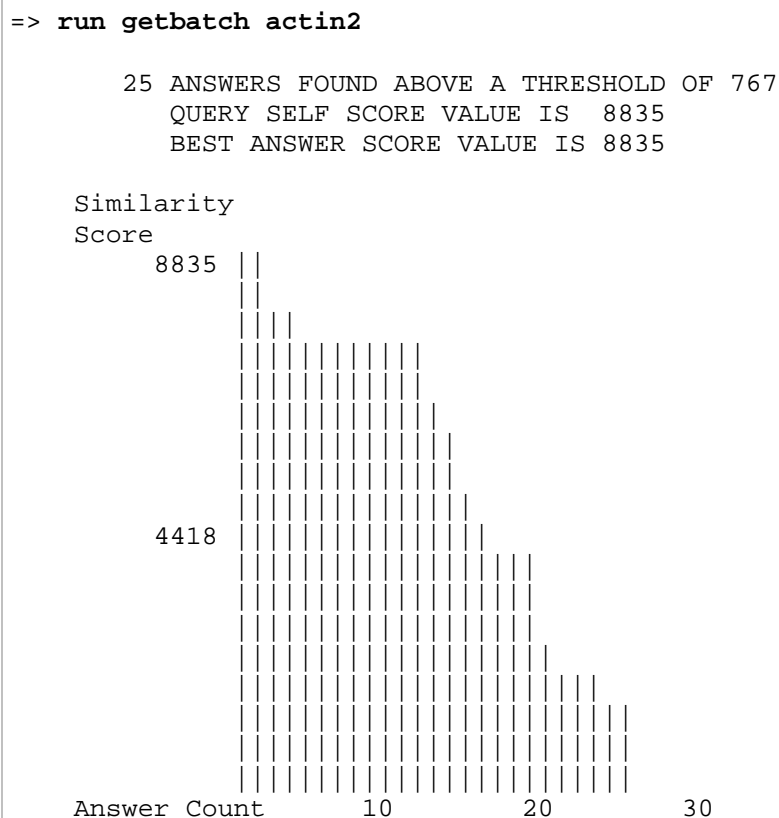 => run getbatch actin2
25 ANSWERS FOUND ABOVE A THRESHOLD OF 767
QUERY SELF SCORE VALUE IS 8835
BEST ANSWER SCORE VALUE IS 8835
Similarity
Score
8835
4418
Answer Count 10 20 30